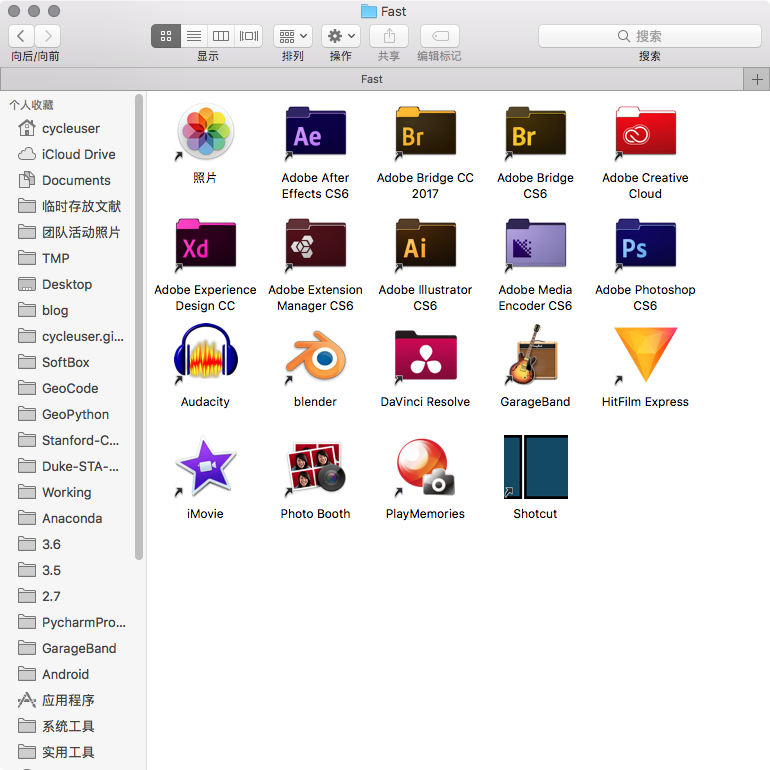 Fast
向后/向前
显示
排列
操作
共享
编辑标记
搜索
搜索
Fast
个人收藏
cycleuser
iCloud Drive
Documents
临时存放文献
团队活动照片
TMP
Desktop
blog
cycleuser.gi...
SoftBox
GeoCode
GeoPython
Stanford-C...
Duke-STA-...
Working
Anaconda
3.6
3.5
2.7
PycharmPro...
GarageBand
Android
应用程序
系统工具
实用工具
照片
Ae
Adobe After
Effects CS6
Br
Adobe Bridge CC
2017
Br
Adobe Bridge
CS6
Adobe Creative
Cloud
Xd
Adobe Experience
Design CC
Adobe Extension
Manager CS6
Ai
Adobe Illustrator
CS6
Adobe Media
Encoder CS6
Ps
Adobe Photoshop
CS6
Audacity
blender
DaVinci Resolve
GarageBand
HitFilm Express
iMovie
Photo Booth
PlayMemories
Shotcut